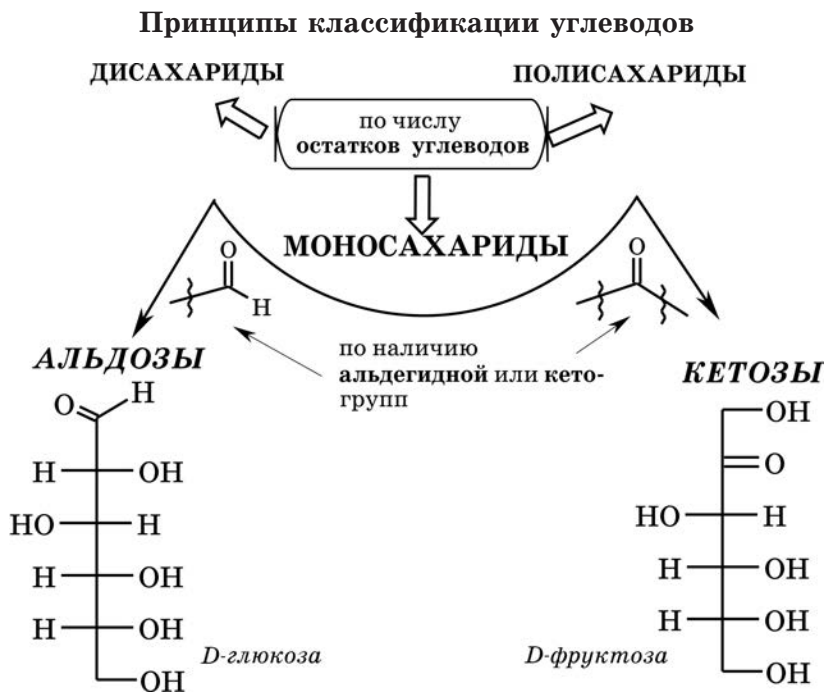 Принципы классификации углеводов
ДИСАХАРИДЫ
ПОЛИСАХАРИДЫ
по числу
остатков углеводов
МОНОСАХАРИДЫ
O
H
O
по наличию
альдегидной или кето-
групп
АЛЬДОЗЫ
O H
H OH
HO H
H OH
H OH
OH
D-глюкоза
КЕТОЗЫ
OH
O
HO H
H OH
H OH
OH
D-фруктоза